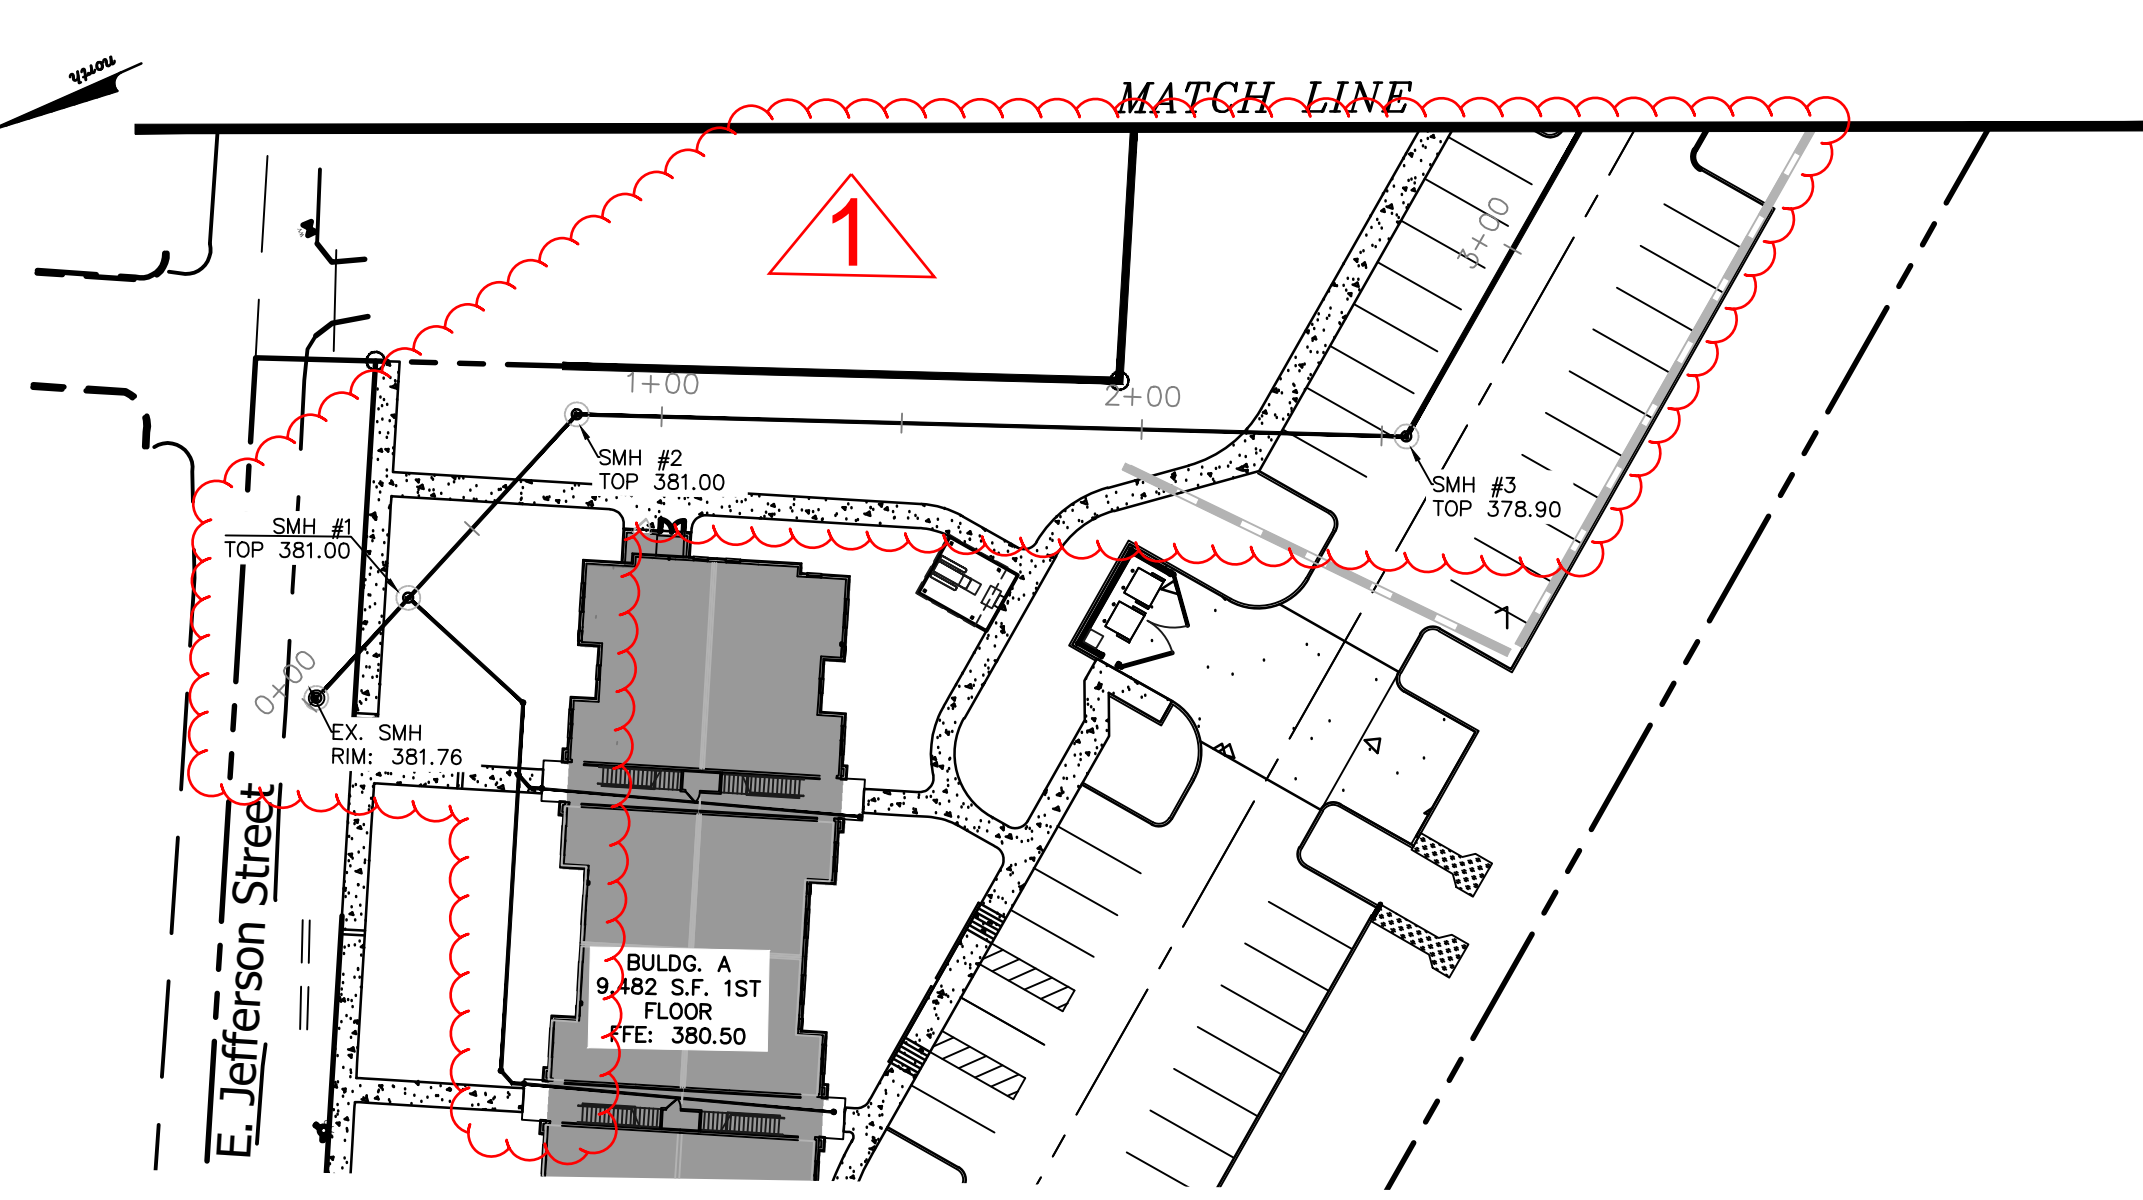 north
MATCH LINE
1
3+00
1+00
2+00
SMH #2
TOP 381.00
SMH #3
TOP 378.90
SMH #1
TOP 381.00
0+00
EX. SMH
RIM: 381.76
E. Jefferson Street
BULDG. A
9,482 S.F. 1ST
FLOOR
FFE: 380.50